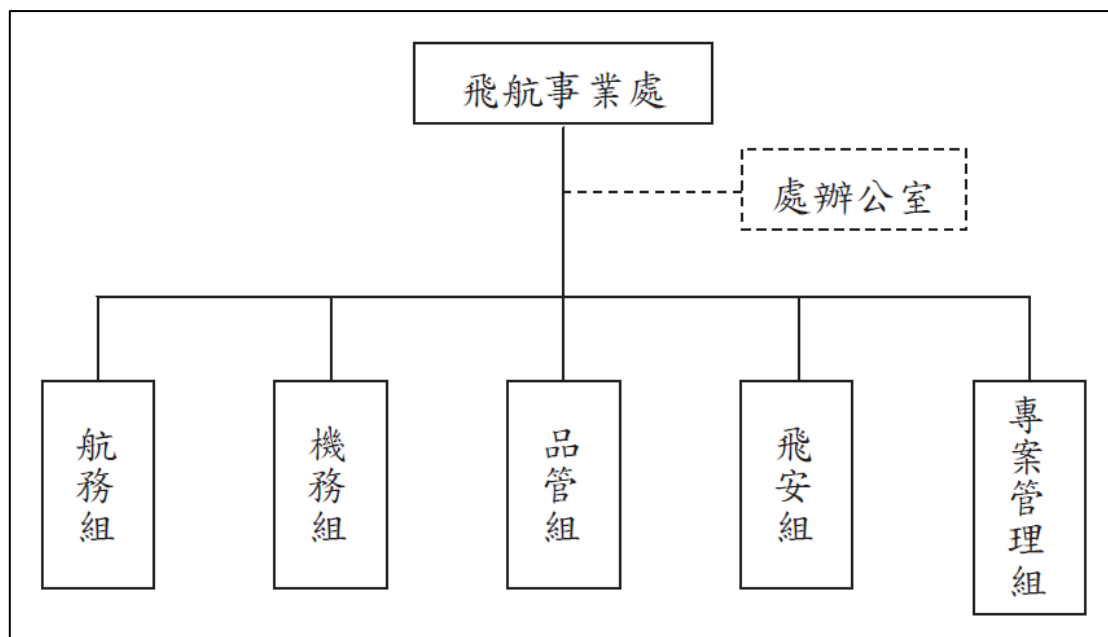 飛航事業處
處辦公室
航務組
機務組
品管組
飛安組
專案管理組